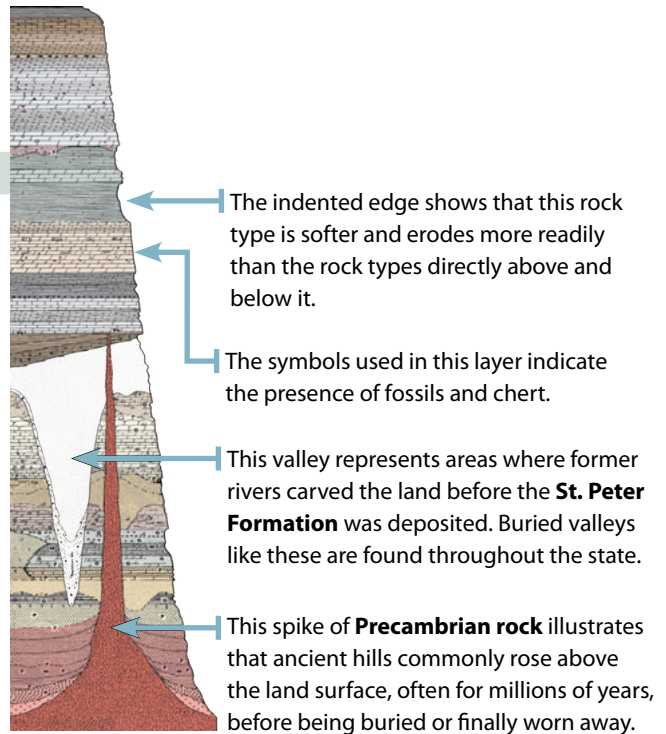 The indented edge shows that this rock
type is softer and erodes more readily
than the rock types directly above and
below it.
The symbols used in this layer indicate
the presence of fossils and chert.
This valley represents areas where former
rivers carved the land before the St. Peter
Formation was deposited. Buried valleys
like these are found throughout the state.
This spike of Precambrian rock illustrates
that ancient hills commonly rose above
the land surface, often for millions of years,
before being buried or finally worn away.